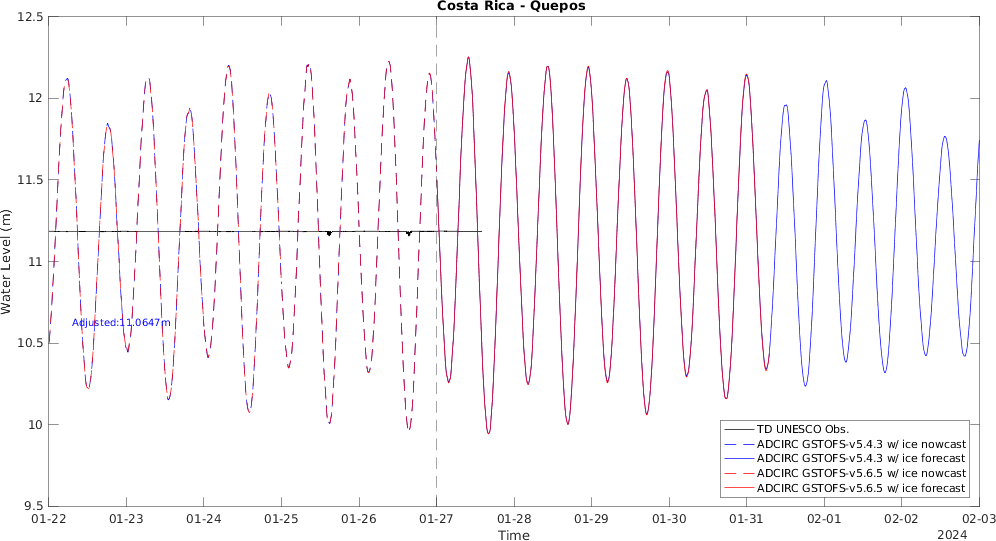 Costa Rica - Quepos
12.5
12
11.5
11
10.5
10
9.5
Water Level (m)
Adjusted:11.0647m
TD UNESCO Obs.
ADCIRC GSTOFS-v5.4.3 w/ ice nowcast
ADCIRC GSTOFS-v5.4.3 w/ ice forecast
ADCIRC GSTOFS-v5.6.5 w/ ice nowcast
ADCIRC GSTOFS-v5.6.5 w/ ice forecast
01-22 01-23 01-24 01-25 01-26 01-27 01-28 01-29 01-30 01-31 02-01 02-02 02-03
Time
2024